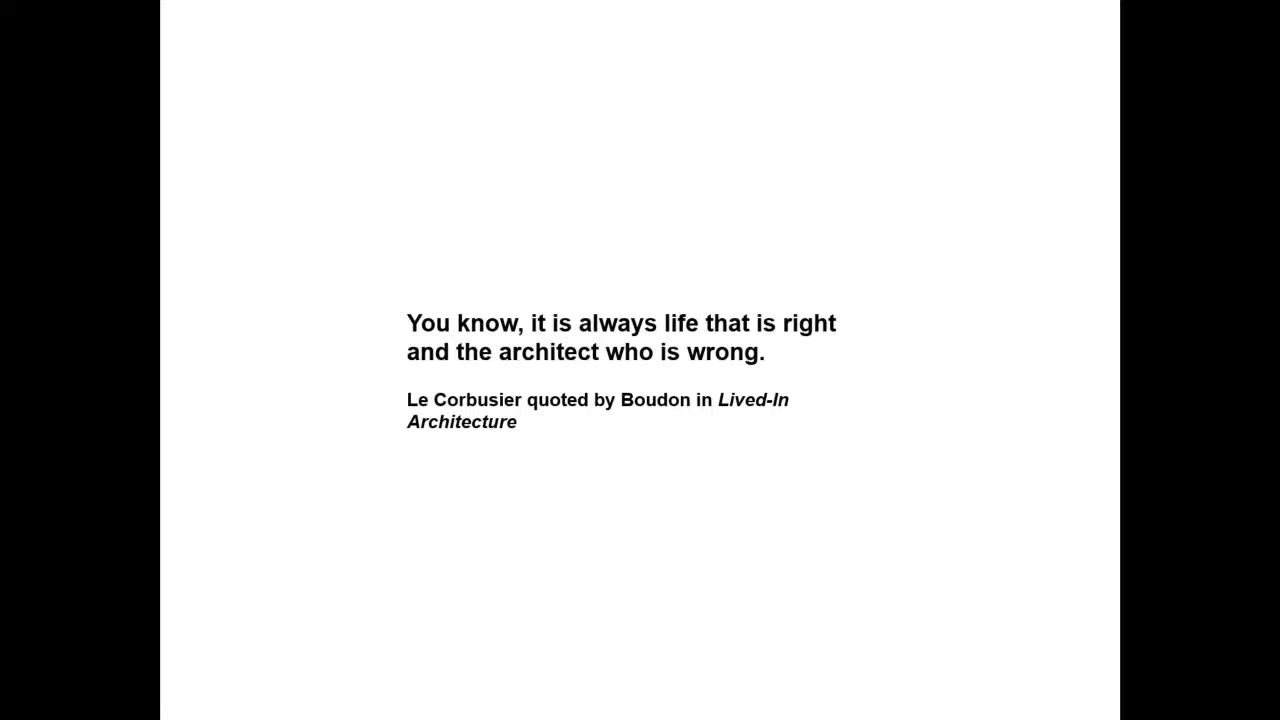 You know, it is always life that is right
and the architect who is wrong.
Le Corbusier quoted by Boudon in Lived-In
Architecture